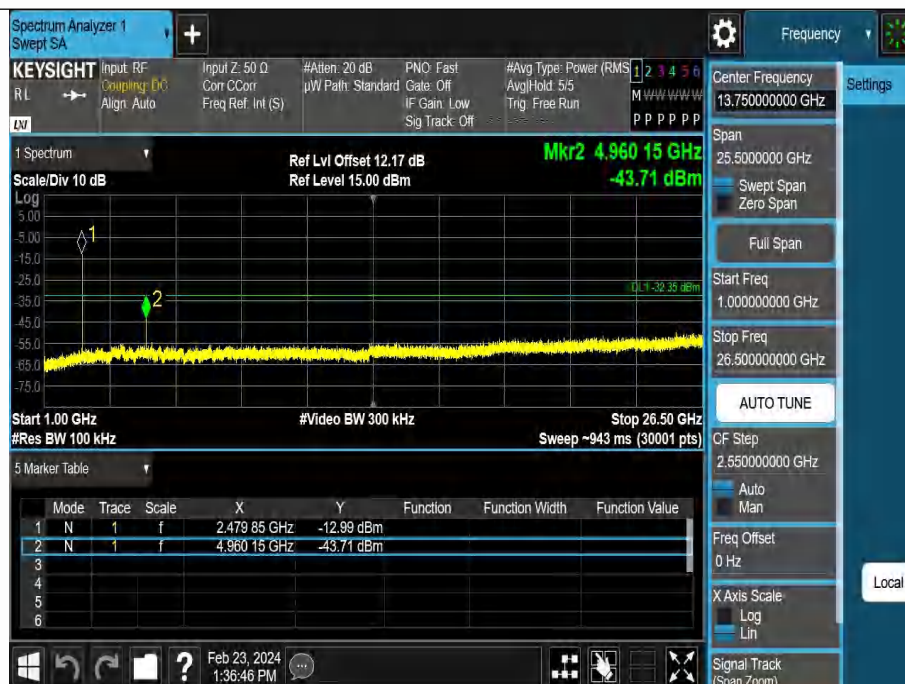 Spectrum Analyzer 1
Swept SA
Frequency
KEYSIGHT
RL
LXI
Input: RF
Coupling: DC
Align: Auto
Input Z: 50 Ω
Corr CCorr
Freq Ref: Int (S)
#Atten: 20 dB
µW Path: Standard
PNO: Fast
Gate: Off
IF Gain: Low
Sig Track: Off
#Avg Type: Power (RMS
Avg|Hold: 5/5
Trig: Free Run
1 2 3 4 5 6
M W W W W W
P P P P P P
Center Frequency
13.750000000 GHz
Settings
1 Spectrum
Scale/Div 10 dB
Ref Lvl Offset 12.17 dB
Ref Level 15.00 dBm
Mkr2 4.960 15 GHz
-43.71 dBm
Span
25.5000000 GHz
Swept Span
Zero Span
Full Span
Log
5.00
-5.00
-15.0
-25.0
-35.0
-45.0
-55.0
-65.0
-75.0
1
2
DL1 -32.35 dBm
Start Freq
1.000000000 GHz
Stop Freq
26.500000000 GHz
AUTO TUNE
Start 1.00 GHz
#Res BW 100 kHz
#Video BW 300 kHz
Stop 26.50 GHz
Sweep ~943 ms (30001 pts)
CF Step
2.550000000 GHz
Auto
Man
5 Marker Table
Mode Trace Scale X Y Function Function Width Function Value
1 N 1 f 2.479 85 GHz -12.99 dBm
2 N 1 f 4.960 15 GHz -43.71 dBm
3
4
5
6
Freq Offset
0 Hz
Local
X Axis Scale
Log
Lin
Feb 23, 2024
1:36:46 PM
Signal Track
(Span Zoom)